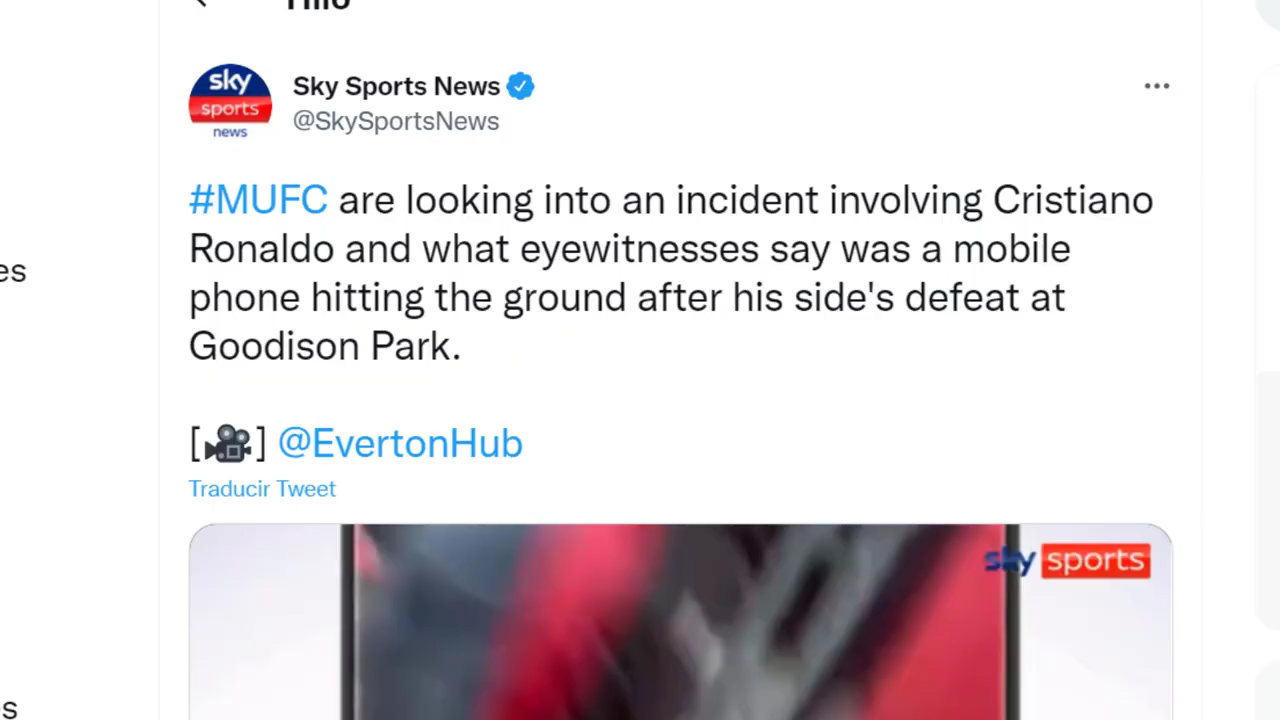 sky
sports
news
Sky Sports News
@SkySportsNews
#MUFC are looking into an incident involving Cristiano
Ronaldo and what eyewitnesses say was a mobile
phone hitting the ground after his side's defeat at
Goodison Park.
[🎥] @EvertonHub
Traducir Tweet
sky sports